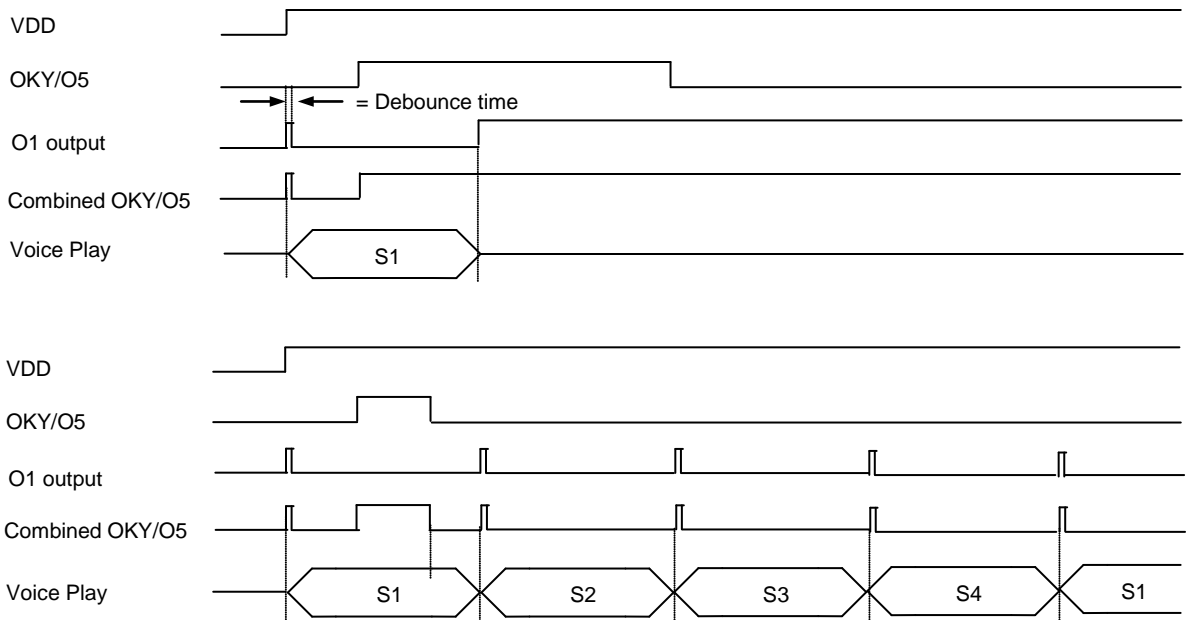 VDD
OKY/O5
= Debounce time
O1 output
Combined OKY/O5
Voice Play
S1
VDD
OKY/O5
O1 output
Combined OKY/O5
Voice Play
S1 S2 S3 S4 S1